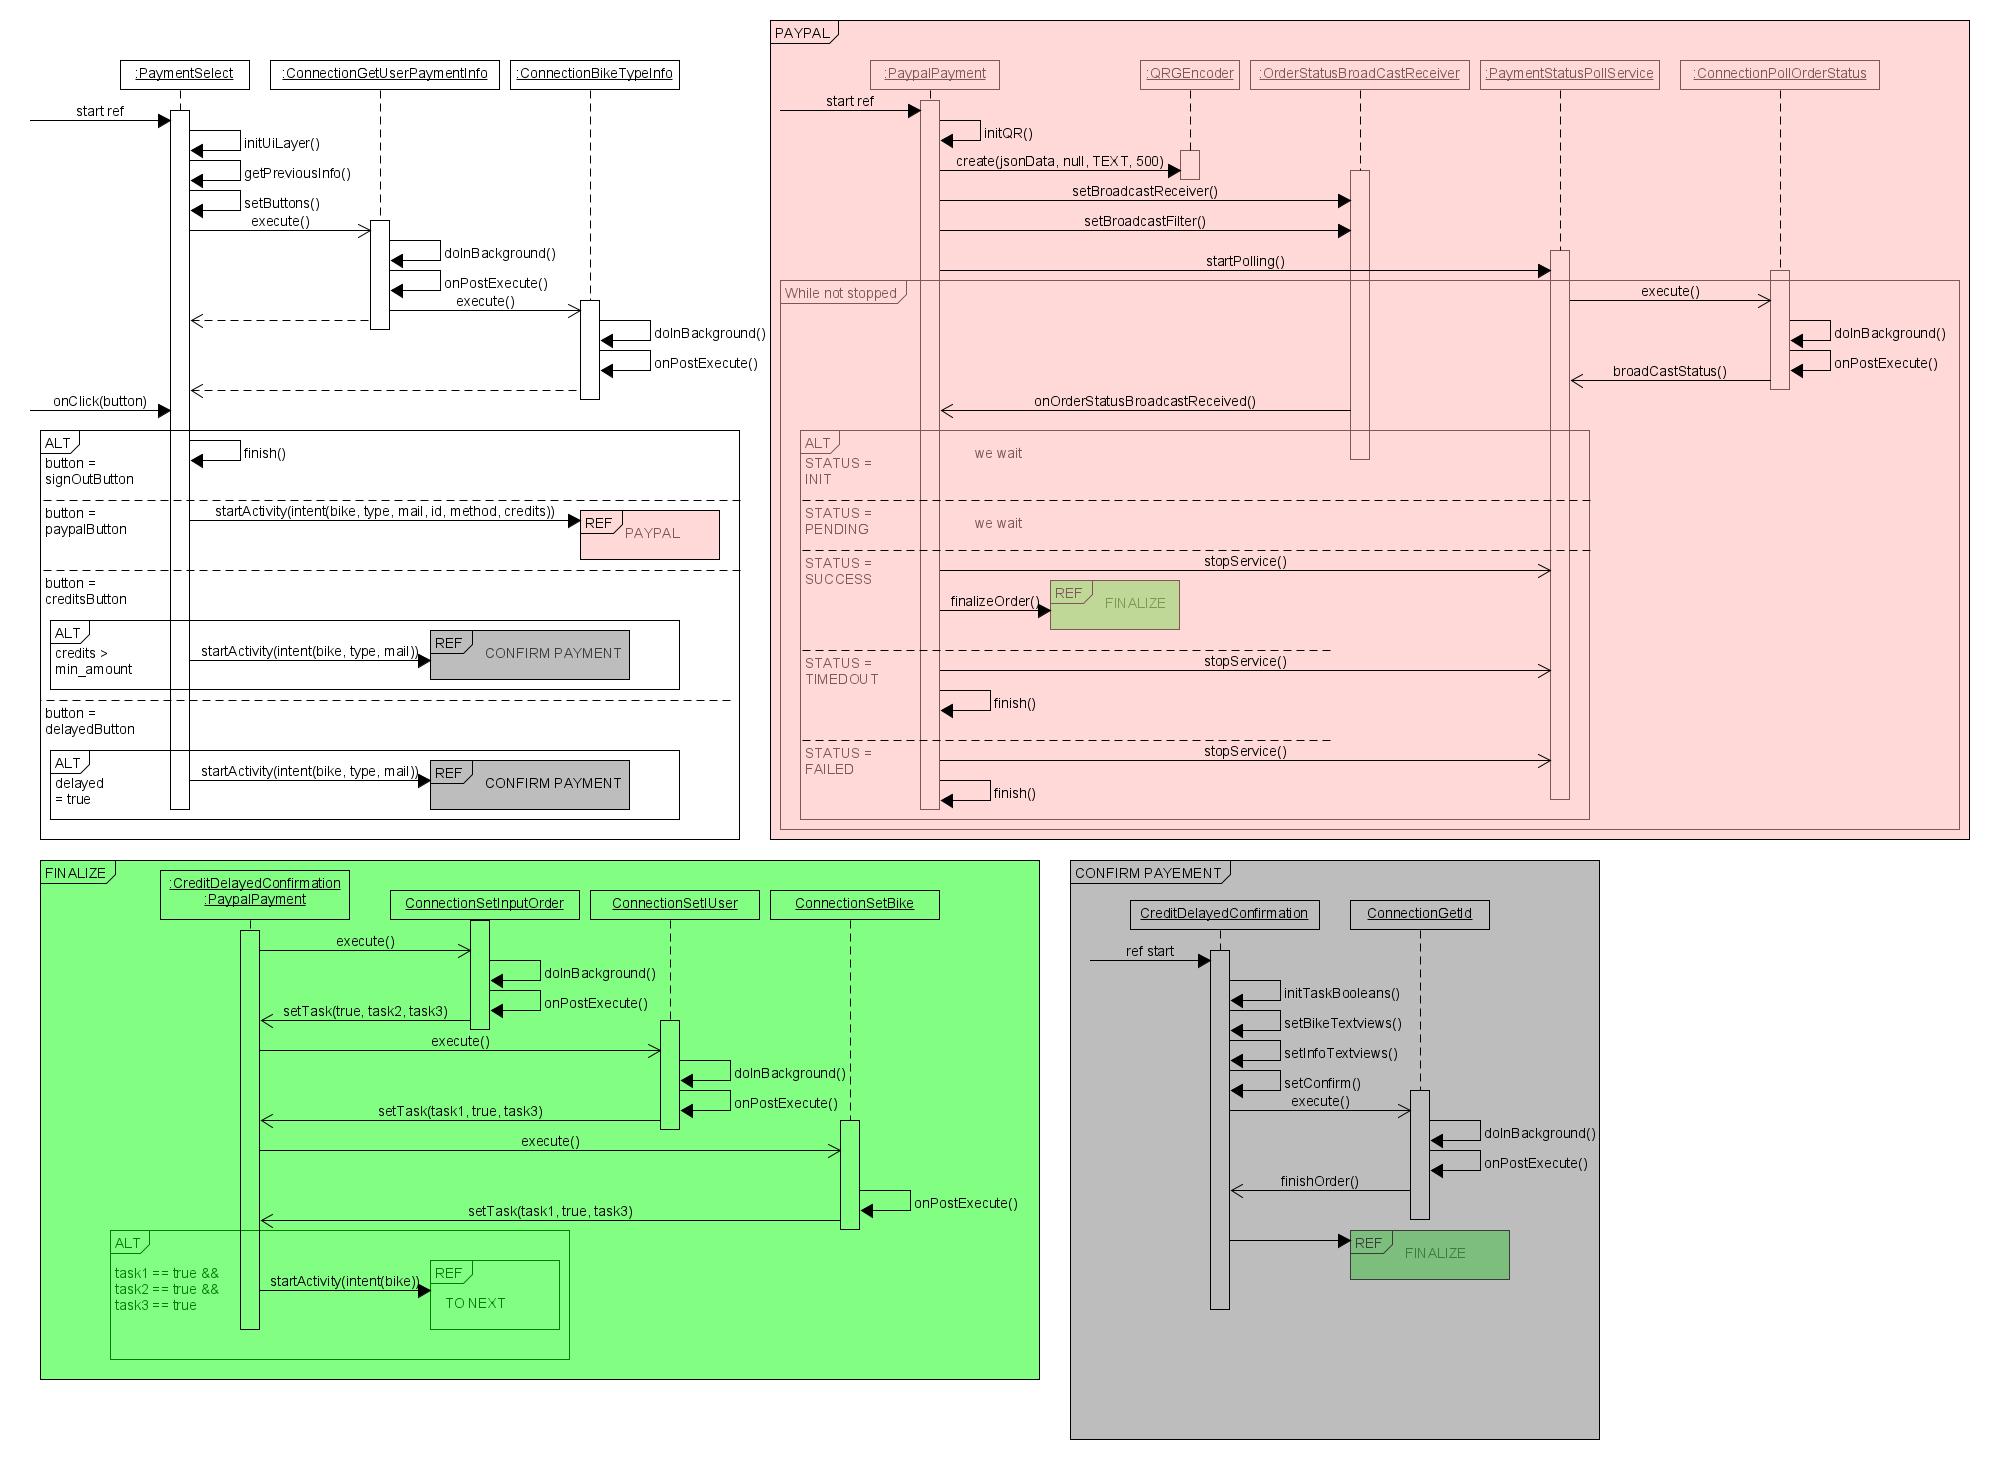 :PaymentSelect
:ConnectionGetUserPaymentInfo
:ConnectionBikeTypeInfo
start ref
initUiLayer()
getPreviousInfo()
setButtons()
execute()
doInBackground()
onPostExecute()
execute()
doInBackground()
onPostExecute()
onClick(button)
ALT
button =
signOutButton
finish()
button =
paypalButton
startActivity(intent(bike, type, mail, id, method, credits))
REF
PAYPAL
button =
creditsButton
ALT
credits >
min_amount
startActivity(intent(bike, type, mail))
REF
CONFIRM PAYMENT
button =
delayedButton
ALT
delayed
= true
startActivity(intent(bike, type, mail))
REF
CONFIRM PAYMENT
PAYPAL
:PaypalPayment
:QRGEncoder
:OrderStatusBroadCastReceiver
:PaymentStatusPollService
:ConnectionPollOrderStatus
start ref
initQR()
create(jsonData, null, TEXT, 500)
setBroadcastReceiver()
setBroadcastFilter()
startPolling()
While not stopped
execute()
doInBackground()
onPostExecute()
broadCastStatus()
onOrderStatusBroadcastReceived()
ALT
STATUS =
INIT
we wait
STATUS =
PENDING
we wait
STATUS =
SUCCESS
stopService()
finalizeOrder()
REF
FINALIZE
STATUS =
TIMEDOUT
stopService()
finish()
STATUS =
FAILED
stopService()
finish()
FINALIZE
:CreditDelayedConfirmation
:PaypalPayment
ConnectionSetInputOrder
ConnectionSetIUser
ConnectionSetBike
execute()
doInBackground()
onPostExecute()
setTask(true, task2, task3)
execute()
doInBackground()
onPostExecute()
setTask(task1, true, task3)
execute()
onPostExecute()
setTask(task1, true, task3)
ALT
task1 == true &&
task2 == true &&
task3 == true
startActivity(intent(bike))
REF
TO NEXT
CONFIRM PAYEMENT
CreditDelayedConfirmation
ConnectionGetId
ref start
initTaskBooleans()
setBikeTextviews()
setInfoTextviews()
setConfirm()
execute()
doInBackground()
onPostExecute()
finishOrder()
REF
FINALIZE